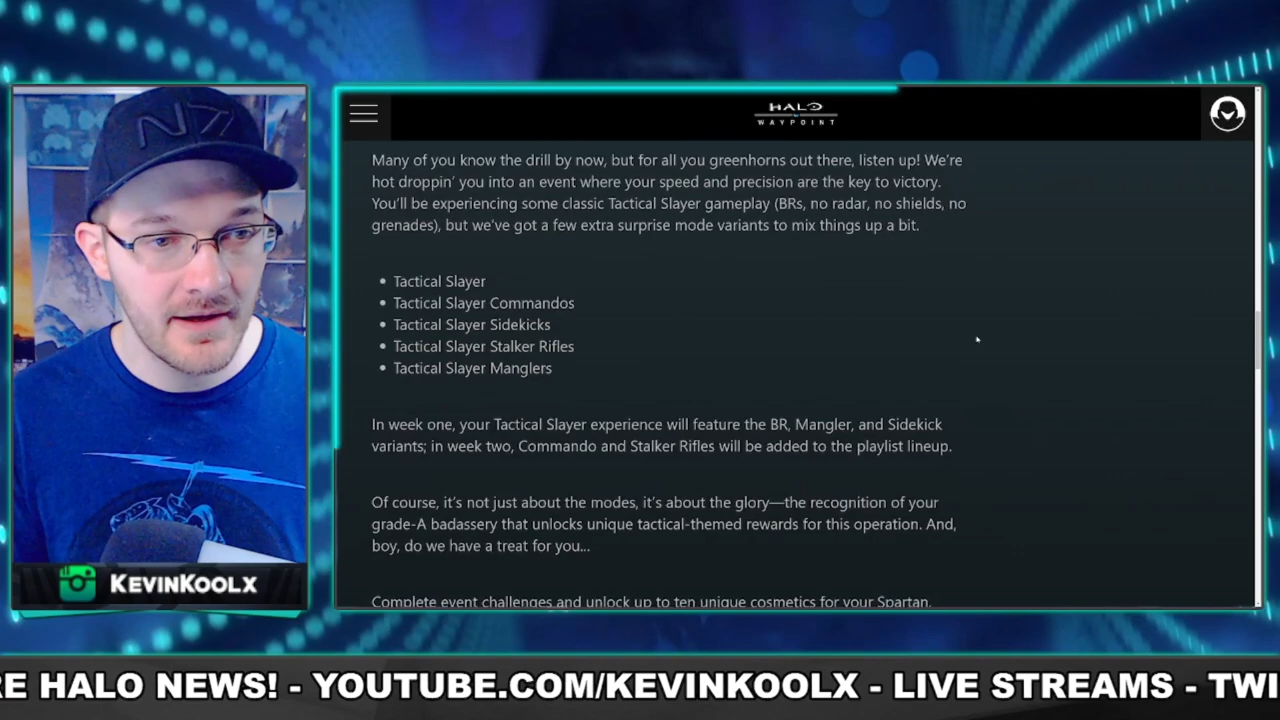 N7
HALO
WAYPOINT
Many of you know the drill by now, but for all you greenhorns out there, listen up! We're
hot droppin' you into an event where your speed and precision are the key to victory.
You'll be experiencing some classic Tactical Slayer gameplay (BRs, no radar, no shields, no
grenades), but we've got a few extra surprise mode variants to mix things up a bit.
• Tactical Slayer
• Tactical Slayer Commandos
• Tactical Slayer Sidekicks
• Tactical Slayer Stalker Rifles
• Tactical Slayer Manglers
In week one, your Tactical Slayer experience will feature the BR, Mangler, and Sidekick
variants; in week two, Commando and Stalker Rifles will be added to the playlist lineup.
Of course, it's not just about the modes, it's about the glory—the recognition of your
grade-A badassery that unlocks unique tactical-themed rewards for this operation. And,
boy, do we have a treat for you...
Complete event challenges and unlock up to ten unique cosmetics for your Spartan.
KEVINKOOLX
RE HALO NEWS! - YOUTUBE.COM/KEVINKOOLX - LIVE STREAMS - TWI